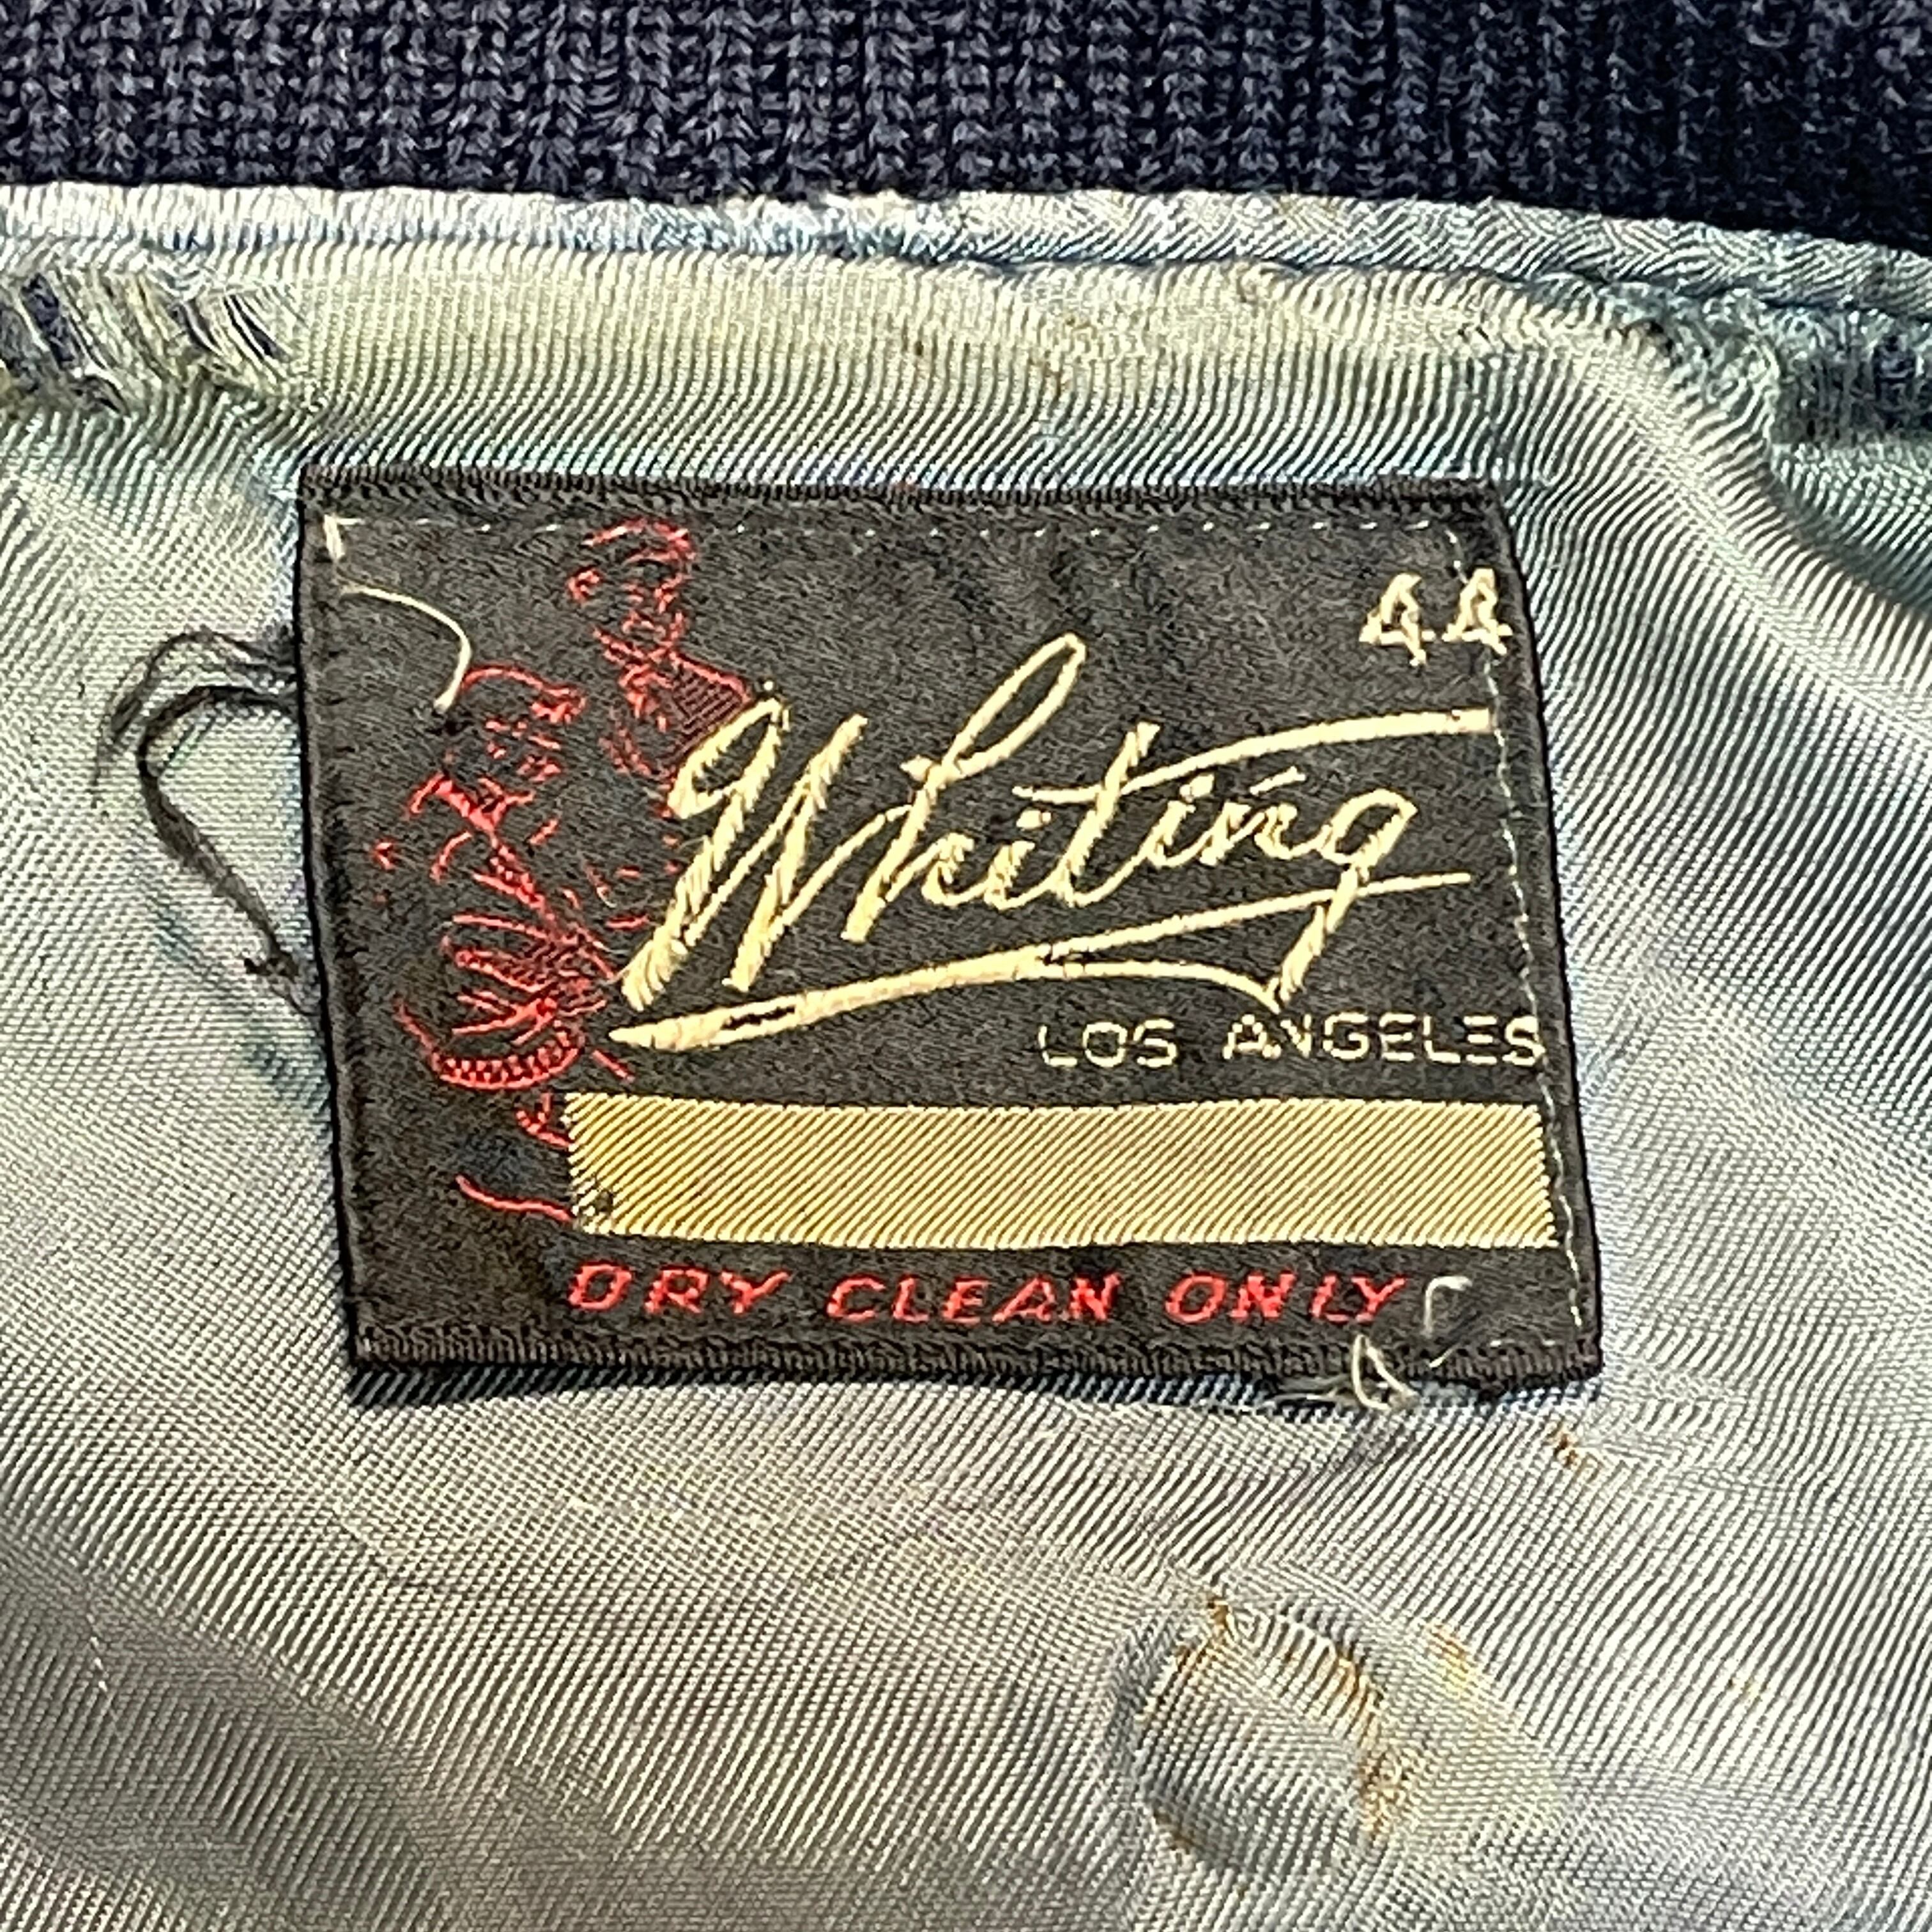 44
Whiting
LOS ANGELES
DRY CLEAN ONLY